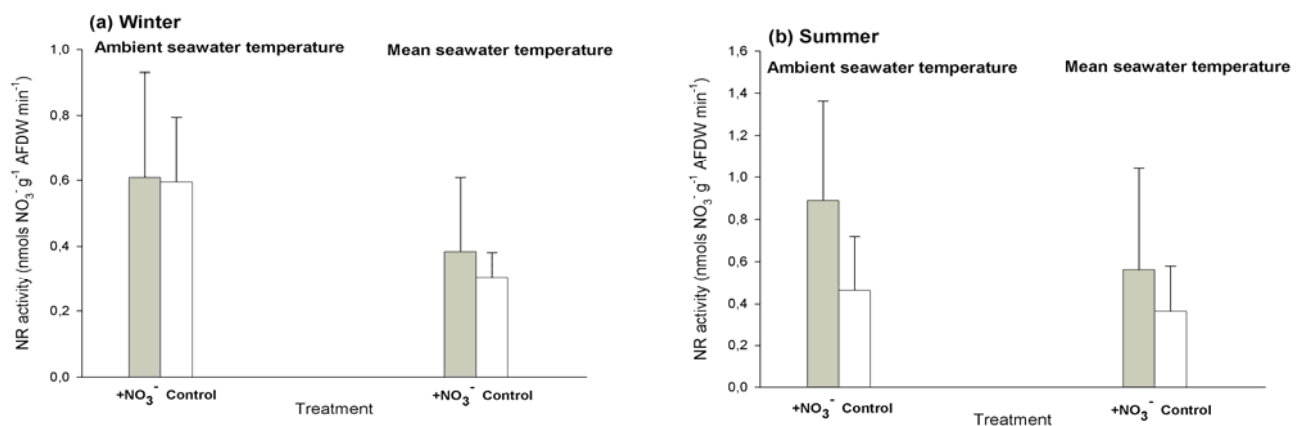 (a) Winter
Ambient seawater temperature
Mean seawater temperature
NR activity (nmols NO₃⁻ g⁻¹ AFDW min⁻¹)
1,0
0,8
0,6
0,4
0,2
0,0
+NO₃⁻ Control
+NO₃⁻ Control
Treatment
(b) Summer
Ambient seawater temperature
Mean seawater temperature
NR activity (nmols NO₃⁻ g⁻¹ AFDW min⁻¹)
1,6
1,4
1,2
1,0
0,8
0,6
0,4
0,2
0,0
+NO₃⁻ Control
+NO₃⁻ Control
Treatment